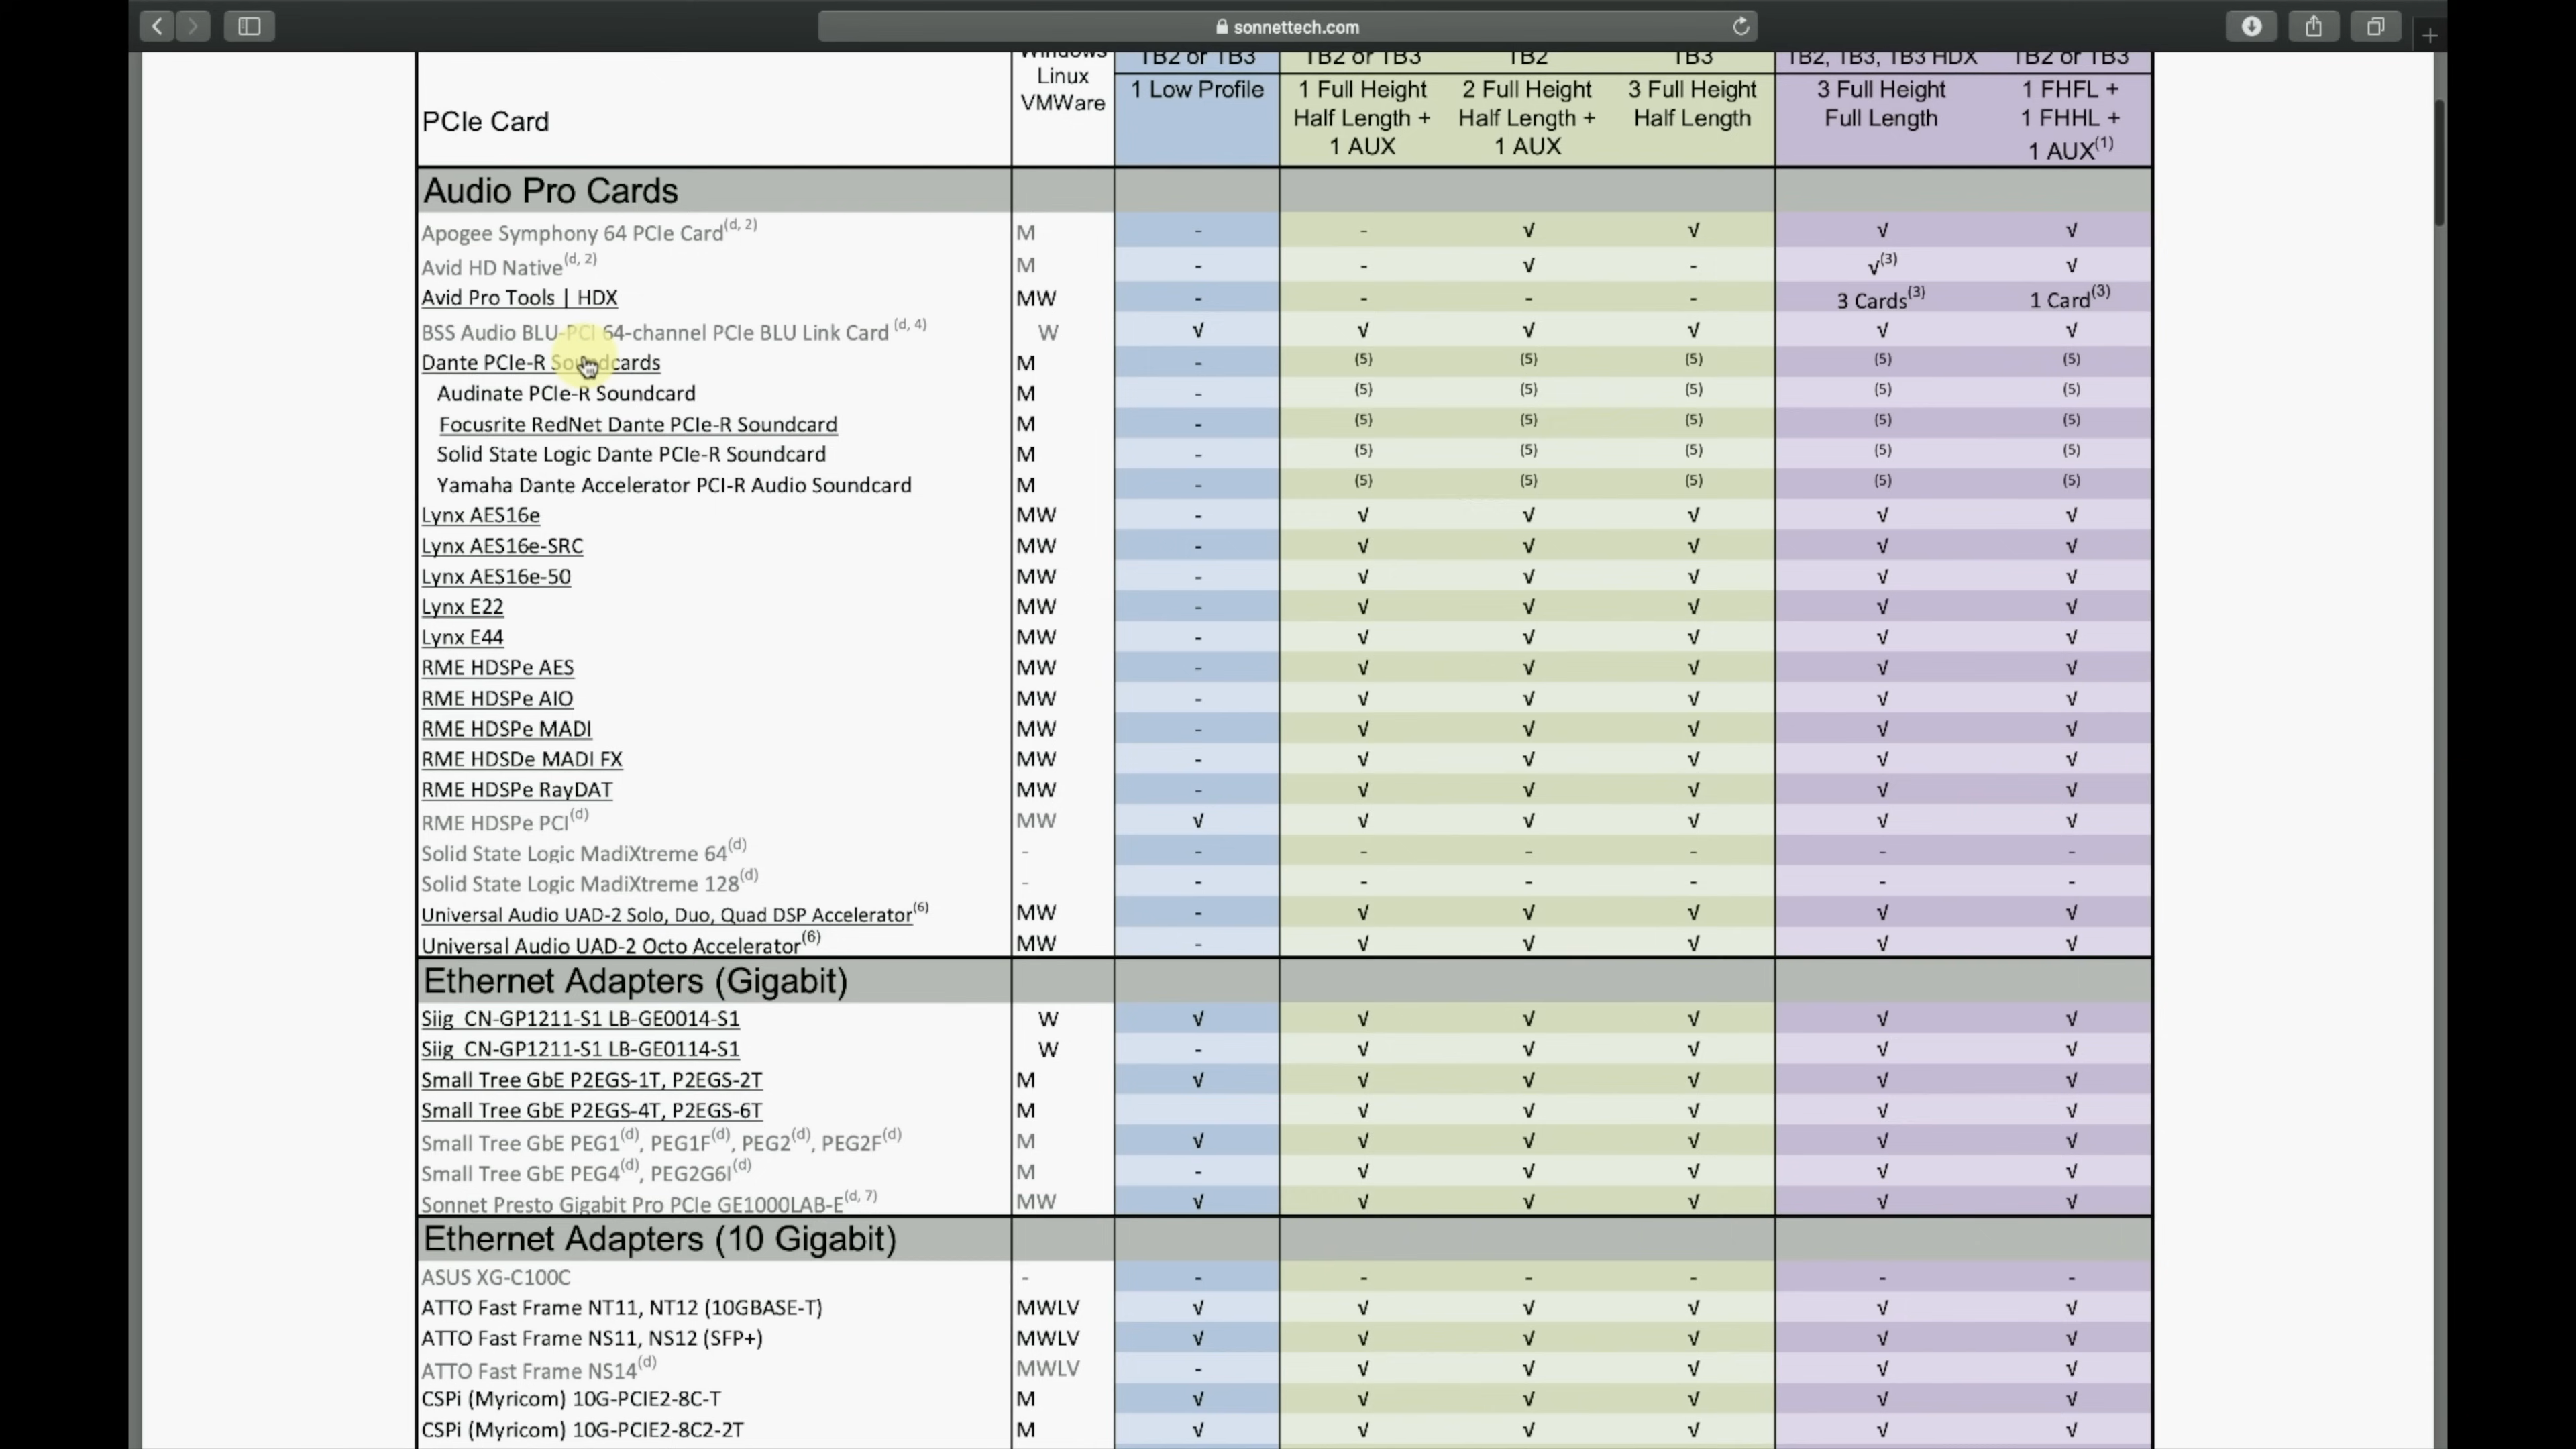 sonnettech.com
Windows TB2 or TB3 TB2 or TB3 TB2 TB3 TB2, TB3, TB3 HDX TB2 or TB3
Linux 1 Low Profile 1 Full Height 2 Full Height 3 Full Height 3 Full Height 1 FHFL +
VMWare Half Length + Half Length + Half Length Full Length 1 FHHL +
PCIe Card 1 AUX 1 AUX 1 AUX(1)
Audio Pro Cards
Apogee Symphony 64 PCIe Card(d, 2) M - - √ √ √ √
Avid HD Native(d, 2) M - - √ - √(3) √
Avid Pro Tools | HDX MW - - - - 3 Cards(3) 1 Card(3)
BSS Audio BLU-PCI 64-channel PCIe BLU Link Card (d, 4) W √ √ √ √ √ √
Dante PCIe-R Soundcards M - (5) (5) (5) (5) (5)
Audinate PCIe-R Soundcard M - (5) (5) (5) (5) (5)
Focusrite RedNet Dante PCIe-R Soundcard M - (5) (5) (5) (5) (5)
Solid State Logic Dante PCIe-R Soundcard M - (5) (5) (5) (5) (5)
Yamaha Dante Accelerator PCI-R Audio Soundcard M - (5) (5) (5) (5) (5)
Lynx AES16e MW - √ √ √ √ √
Lynx AES16e-SRC MW - √ √ √ √ √
Lynx AES16e-50 MW - √ √ √ √ √
Lynx E22 MW - √ √ √ √ √
Lynx E44 MW - √ √ √ √ √
RME HDSPe AES MW - √ √ √ √ √
RME HDSPe AIO MW - √ √ √ √ √
RME HDSPe MADI MW - √ √ √ √ √
RME HDSDe MADI FX MW - √ √ √ √ √
RME HDSPe RayDAT MW - √ √ √ √ √
RME HDSPe PCI(d) MW √ √ √ √ √ √
Solid State Logic MadiXtreme 64(d) - - - - - - -
Solid State Logic MadiXtreme 128(d) - - - - - - -
Universal Audio UAD-2 Solo, Duo, Quad DSP Accelerator(6) MW - √ √ √ √ √
Universal Audio UAD-2 Octo Accelerator(6) MW - √ √ √ √ √
Ethernet Adapters (Gigabit)
Siig CN-GP1211-S1 LB-GE0014-S1 W √ √ √ √ √ √
Siig CN-GP1211-S1 LB-GE0114-S1 W - √ √ √ √ √
Small Tree GbE P2EGS-1T, P2EGS-2T M √ √ √ √ √ √
Small Tree GbE P2EGS-4T, P2EGS-6T M √ √ √ √ √
Small Tree GbE PEG1(d), PEG1F(d), PEG2(d), PEG2F(d) M √ √ √ √ √ √
Small Tree GbE PEG4(d), PEG2G6I(d) M - √ √ √ √ √
Sonnet Presto Gigabit Pro PCIe GE1000LAB-E(d, 7) MW √ √ √ √ √ √
Ethernet Adapters (10 Gigabit)
ASUS XG-C100C - - - - - - -
ATTO Fast Frame NT11, NT12 (10GBASE-T) MWLV √ √ √ √ √ √
ATTO Fast Frame NS11, NS12 (SFP+) MWLV √ √ √ √ √ √
ATTO Fast Frame NS14(d) MWLV - √ √ √ √ √
CSPi (Myricom) 10G-PCIE2-8C-T M √ √ √ √ √ √
CSPi (Myricom) 10G-PCIE2-8C2-2T M √ √ √ √ √ √